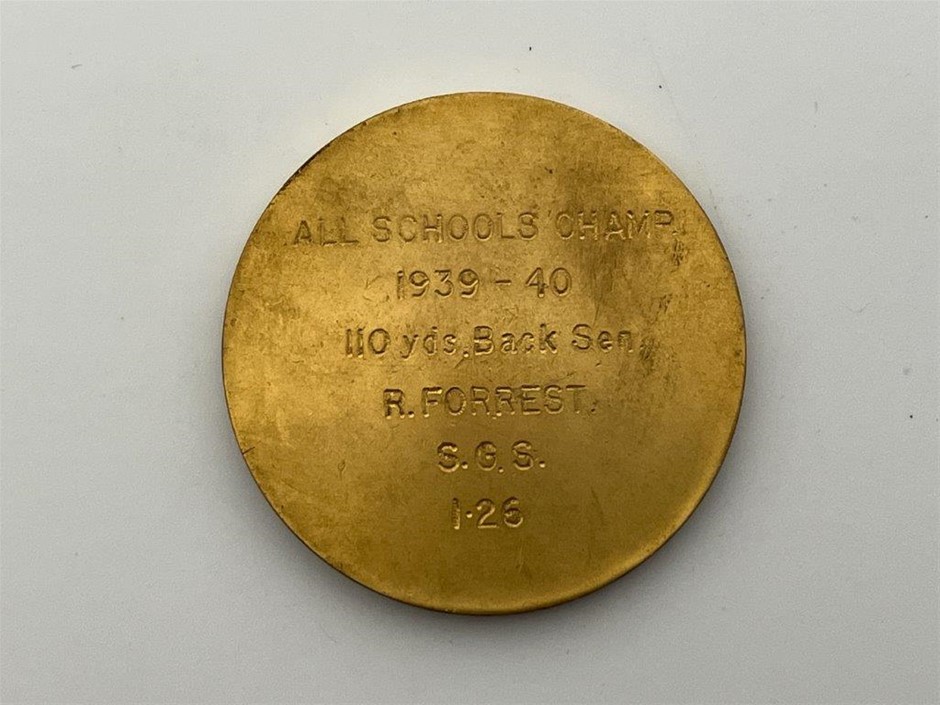 ALL SCHOOLS CHAMP.
1939-40
110 yds. Back Sen.
R. FORREST.
S.G.S.
1·26